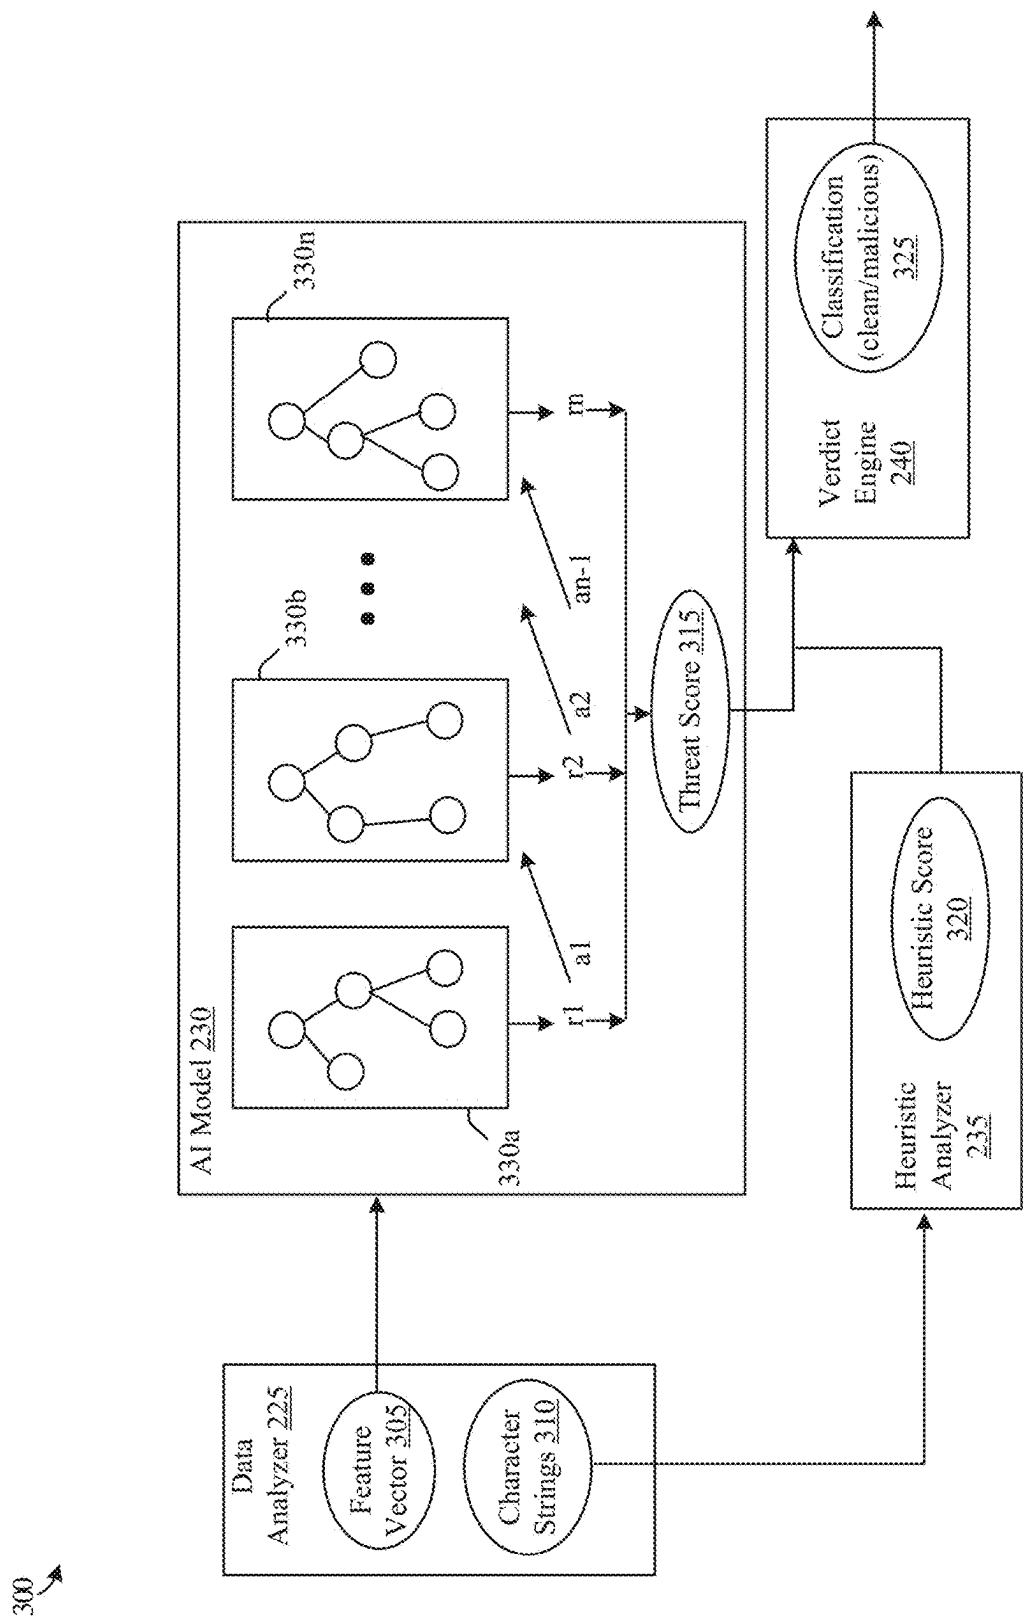 300
Data
Analyzer 225
Feature
Vector 305
Character
Strings 310
AI Model 230
330a
330b
330n
r1
a1
r2
a2
an-1
rn
Threat Score 315
Heuristic
Analyzer
235
Heuristic Score
320
Verdict
Engine
240
Classification
(clean/malicious)
325